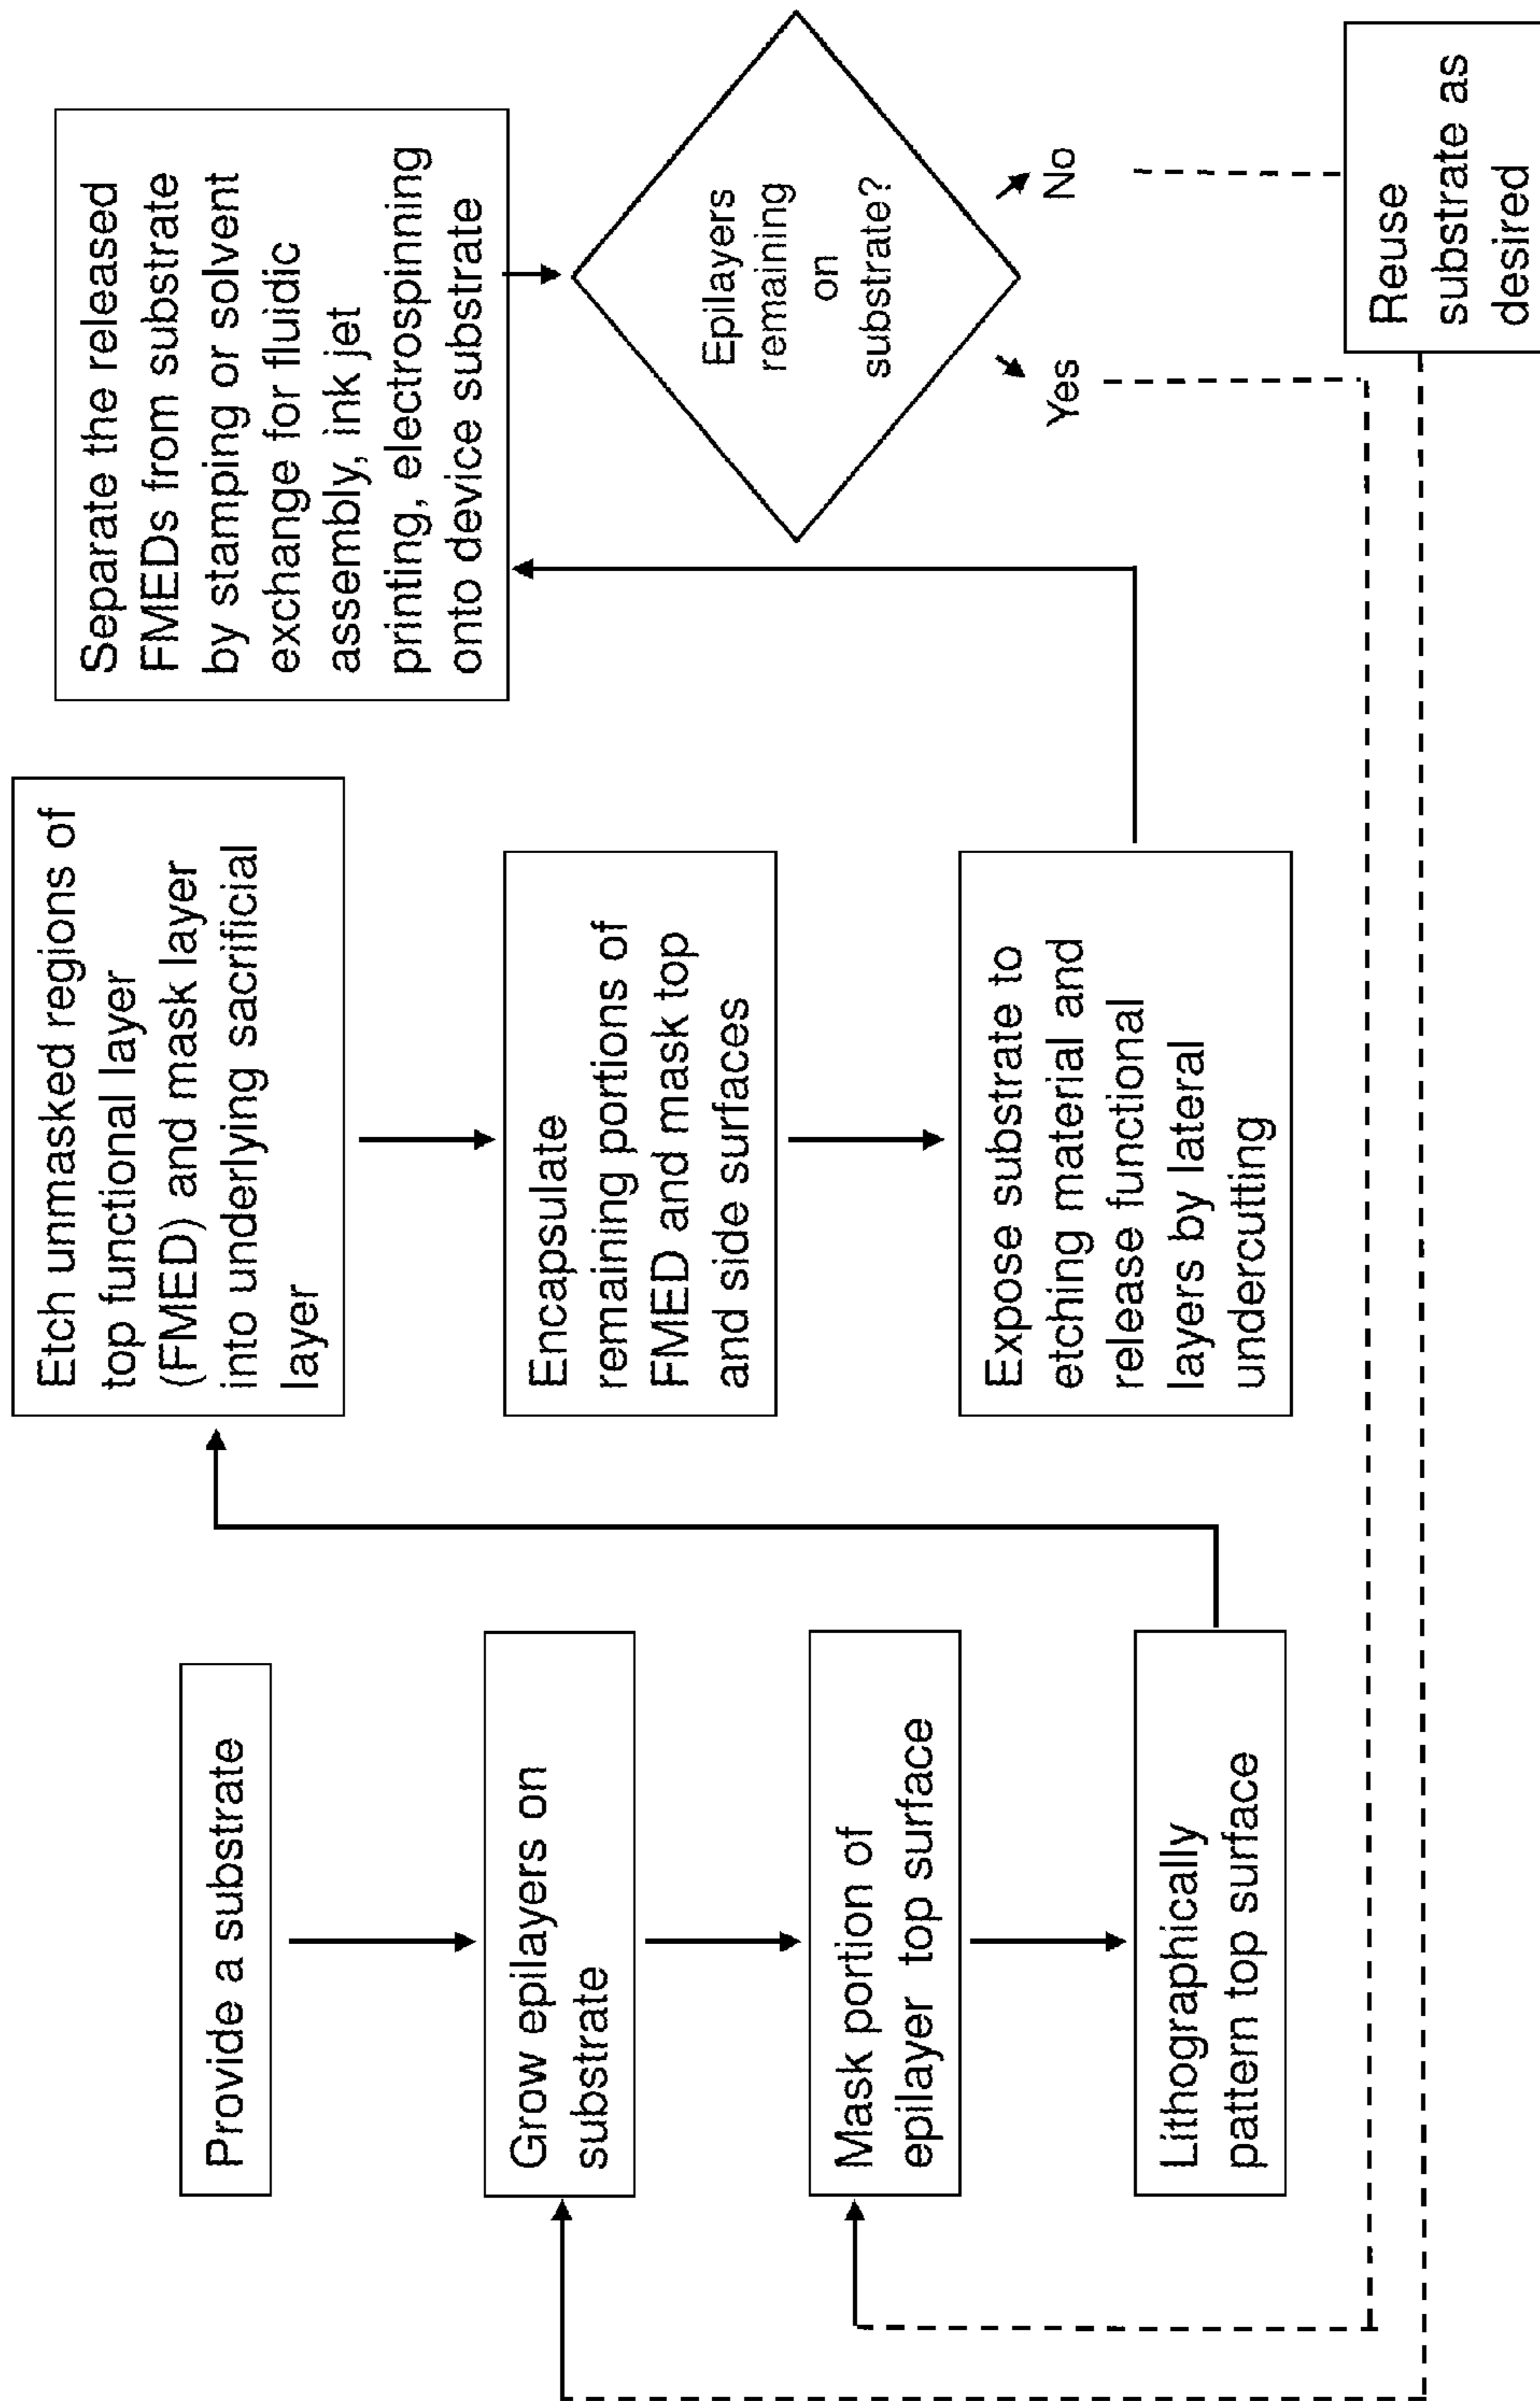 Provide a substrate
Grow epilayers on
substrate
Mask portion of
epilayer top surface
Lithographically
pattern top surface
Etch unmasked regions of
top functional layer
(FMED) and mask layer
into underlying sacrificial
layer
Encapsulate
remaining portions of
FMED and mask top
and side surfaces
Expose substrate to
etching material and
release functional
layers by lateral
undercutting
Separate the released
FMEDs from substrate
by stamping or solvent
exchange for fluidic
assembly, ink jet
printing, electrospinning
onto device substrate
Epilayers
remaining
on
substrate?
Yes
No
Reuse
substrate as
desired